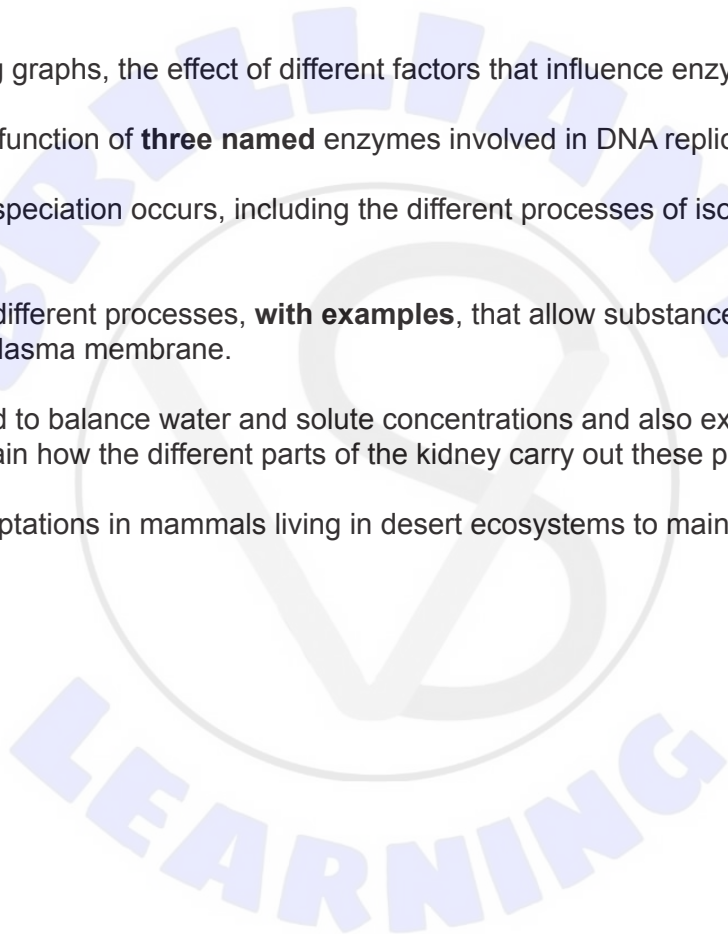 g graphs, the effect of different factors that influence enzy
function of three named enzymes involved in DNA replic
speciation occurs, including the different processes of iso
different processes, with examples, that allow substance
lasma membrane.
d to balance water and solute concentrations and also ex
ain how the different parts of the kidney carry out these p
ptations in mammals living in desert ecosystems to main
BRILLIANT
VS
LEARNING